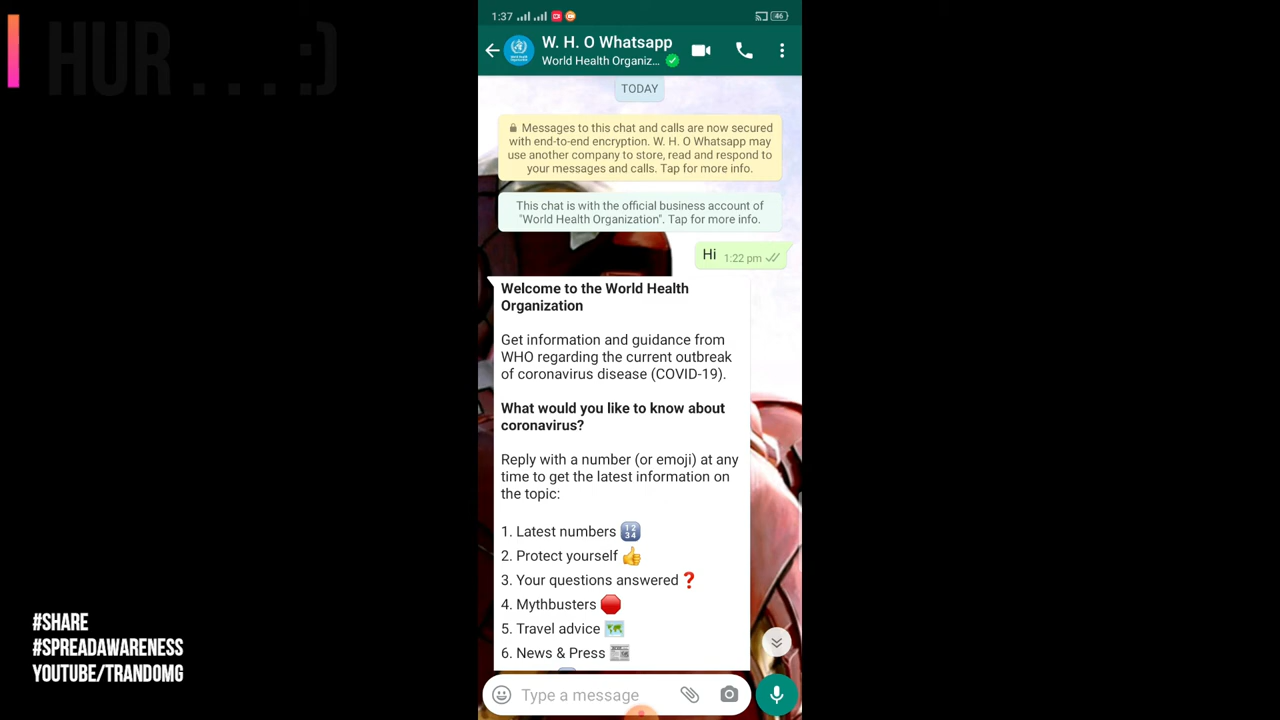 HUR . . . . :)
1:37
46
W. H. O Whatsapp
World Health Organiz...
TODAY
Messages to this chat and calls are now secured
with end-to-end encryption. W. H. O Whatsapp may
use another company to store, read and respond to
your messages and calls. Tap for more info.
This chat is with the official business account of
"World Health Organization". Tap for more info.
Hi
1:22 pm
Welcome to the World Health
Organization
Get information and guidance from
WHO regarding the current outbreak
of coronavirus disease (COVID-19).
What would you like to know about
coronavirus?
Reply with a number (or emoji) at any
time to get the latest information on
the topic:
1. Latest numbers 🔢
2. Protect yourself 👍
3. Your questions answered ❓
4. Mythbusters 🛑
5. Travel advice 🗺️
6. News & Press 📰
Type a message
#SHARE
#SPREADAWARENESS
YOUTUBE/TRANDOMG